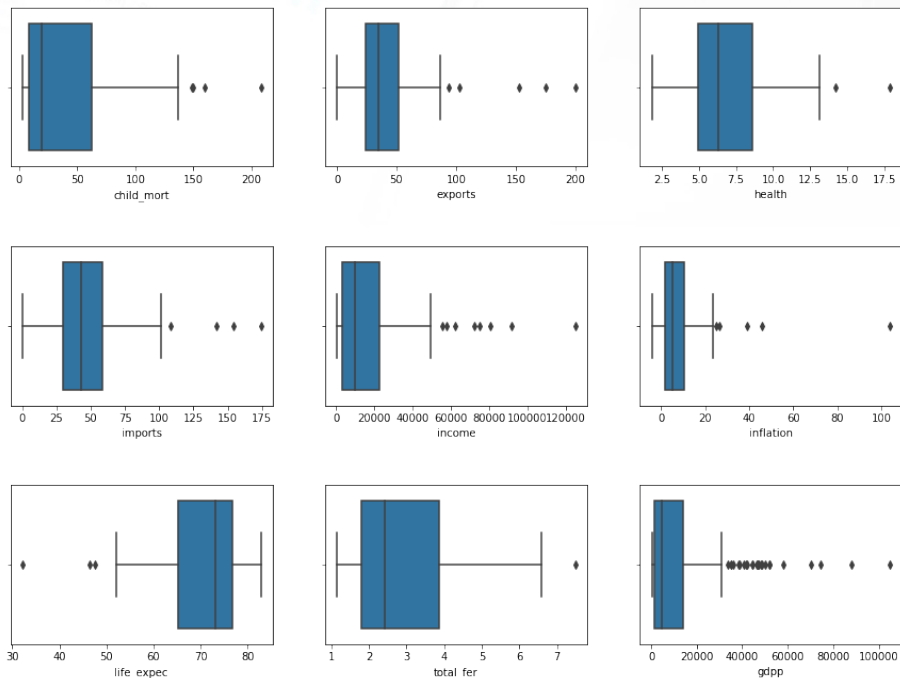 0 50 100 150 200
child_mort
0 50 100 150 200
exports
2.5 5.0 7.5 10.0 12.5 15.0 17.5
health
0 25 50 75 100 125 150 175
imports
0 20000 40000 60000 80000 100000 120000
income
0 20 40 60 80 100
inflation
30 40 50 60 70 80
life_expec
1 2 3 4 5 6 7
total_fer
0 20000 40000 60000 80000 100000
gdpp